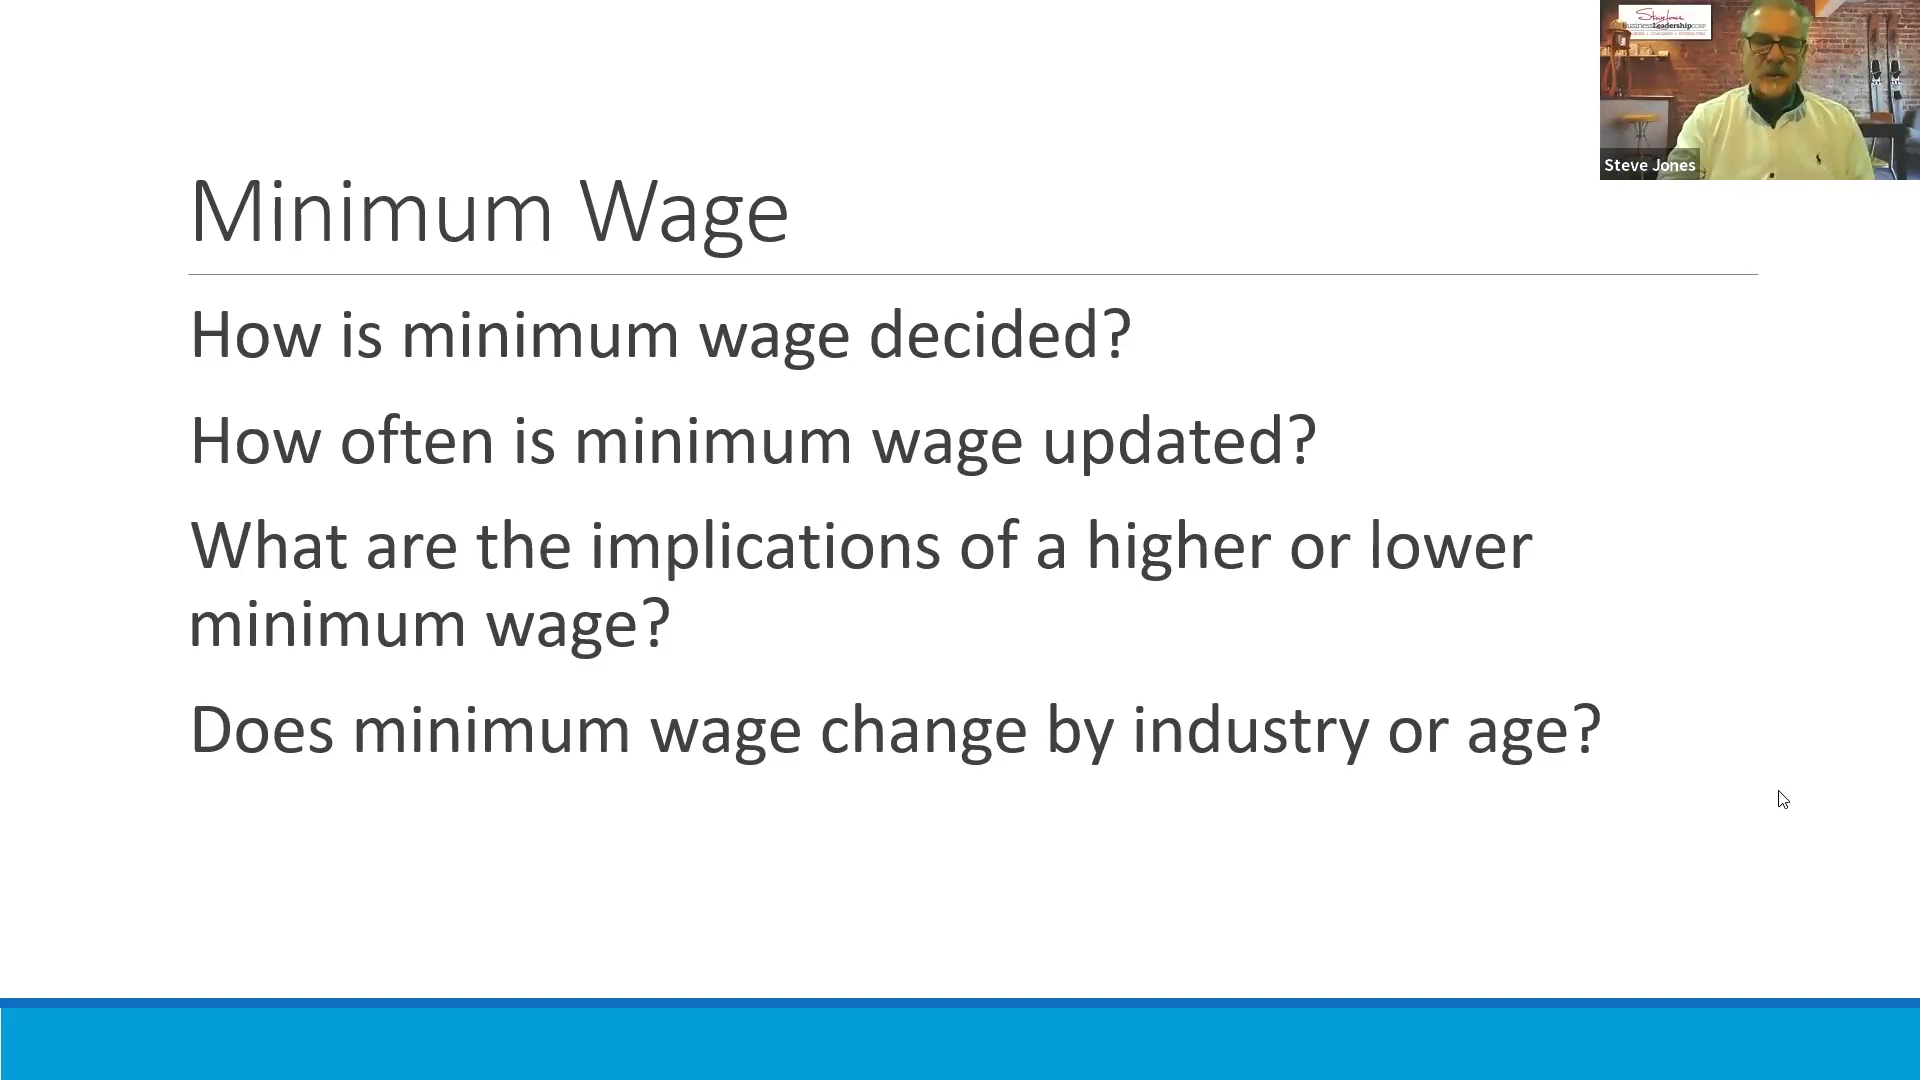 BusinessLeadershipCORP
Steve Jones
Minimum Wage
How is minimum wage decided?
How often is minimum wage updated?
What are the implications of a higher or lower
minimum wage?
Does minimum wage change by industry or age?